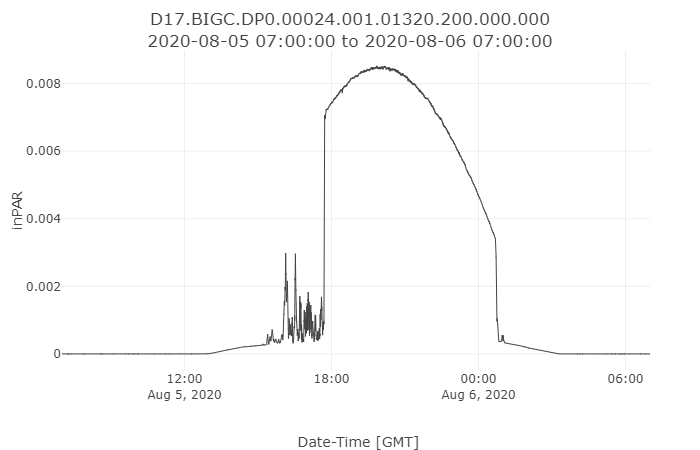 D17.BIGC.DP0.00024.001.01320.200.000.000
2020-08-05 07:00:00 to 2020-08-06 07:00:00
0.008
0.006
0.004
0.002
0
inPAR
12:00
Aug 5, 2020
18:00
00:00
Aug 6, 2020
06:00
Date-Time [GMT]